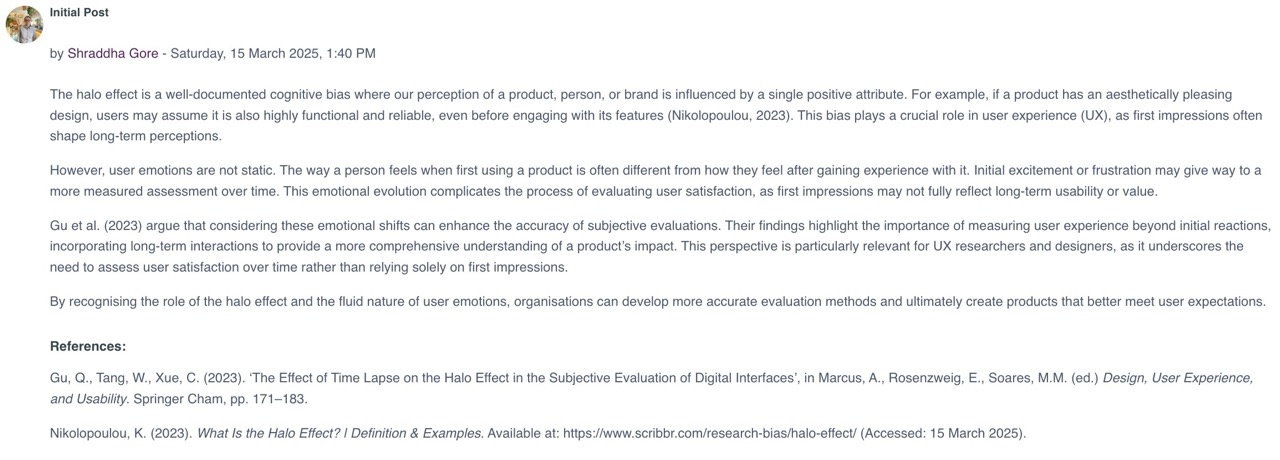 Initial Post
by Shraddha Gore - Saturday, 15 March 2025, 1:40 PM
The halo effect is a well-documented cognitive bias where our perception of a product, person, or brand is influenced by a single positive attribute. For example, if a product has an aesthetically pleasing
design, users may assume it is also highly functional and reliable, even before engaging with its features (Nikolopoulou, 2023). This bias plays a crucial role in user experience (UX), as first impressions often
shape long-term perceptions.
However, user emotions are not static. The way a person feels when first using a product is often different from how they feel after gaining experience with it. Initial excitement or frustration may give way to a
more measured assessment over time. This emotional evolution complicates the process of evaluating user satisfaction, as first impressions may not fully reflect long-term usability or value.
Gu et al. (2023) argue that considering these emotional shifts can enhance the accuracy of subjective evaluations. Their findings highlight the importance of measuring user experience beyond initial reactions,
incorporating long-term interactions to provide a more comprehensive understanding of a product’s impact. This perspective is particularly relevant for UX researchers and designers, as it underscores the
need to assess user satisfaction over time rather than relying solely on first impressions.
By recognising the role of the halo effect and the fluid nature of user emotions, organisations can develop more accurate evaluation methods and ultimately create products that better meet user expectations.
References:
Gu, Q., Tang, W., Xue, C. (2023). ‘The Effect of Time Lapse on the Halo Effect in the Subjective Evaluation of Digital Interfaces’, in Marcus, A., Rosenzweig, E., Soares, M.M. (ed.) Design, User Experience,
and Usability. Springer Cham, pp. 171–183.
Nikolopoulou, K. (2023). What Is the Halo Effect? | Definition & Examples. Available at: https://www.scribbr.com/research-bias/halo-effect/ (Accessed: 15 March 2025).